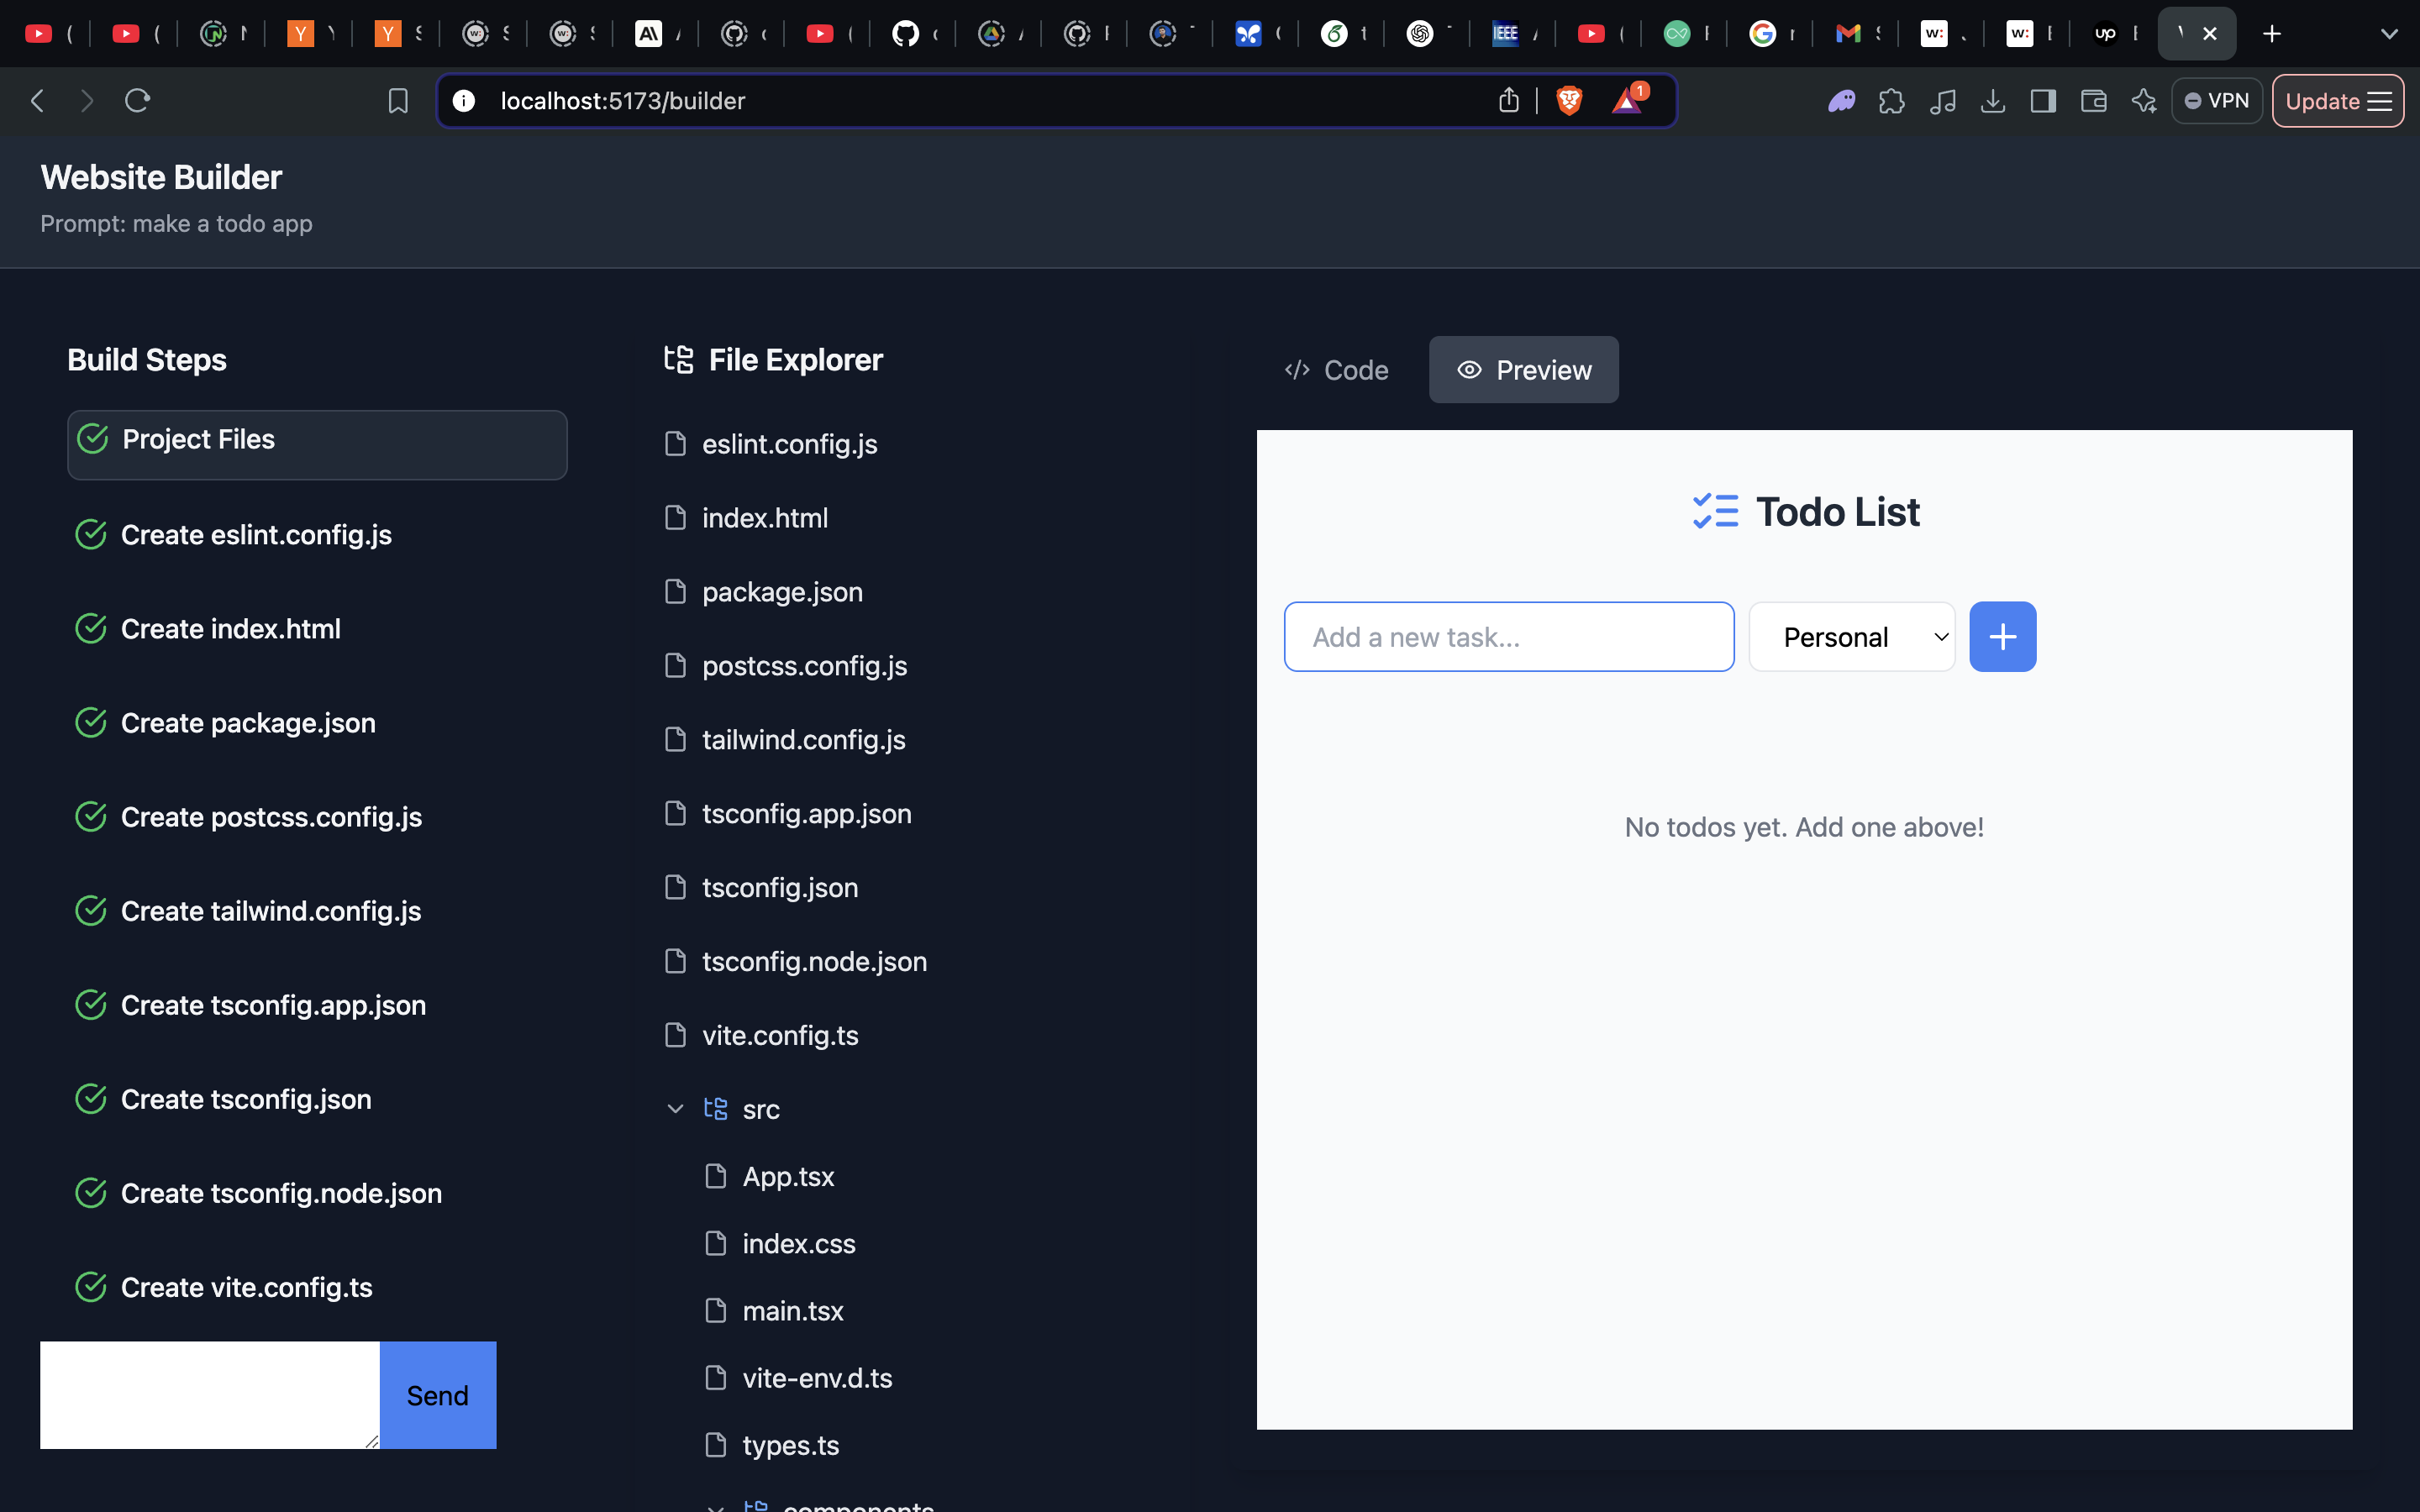 localhost:5173/builder
1
VPN
Update
Website Builder
Prompt: make a todo app
Build Steps
Project Files
Create eslint.config.js
Create index.html
Create package.json
Create postcss.config.js
Create tailwind.config.js
Create tsconfig.app.json
Create tsconfig.json
Create tsconfig.node.json
Create vite.config.ts
Send
File Explorer
eslint.config.js
index.html
package.json
postcss.config.js
tailwind.config.js
tsconfig.app.json
tsconfig.json
tsconfig.node.json
vite.config.ts
src
App.tsx
index.css
main.tsx
vite-env.d.ts
types.ts
components
</> Code
Preview
Todo List
Add a new task...
Personal
No todos yet. Add one above!